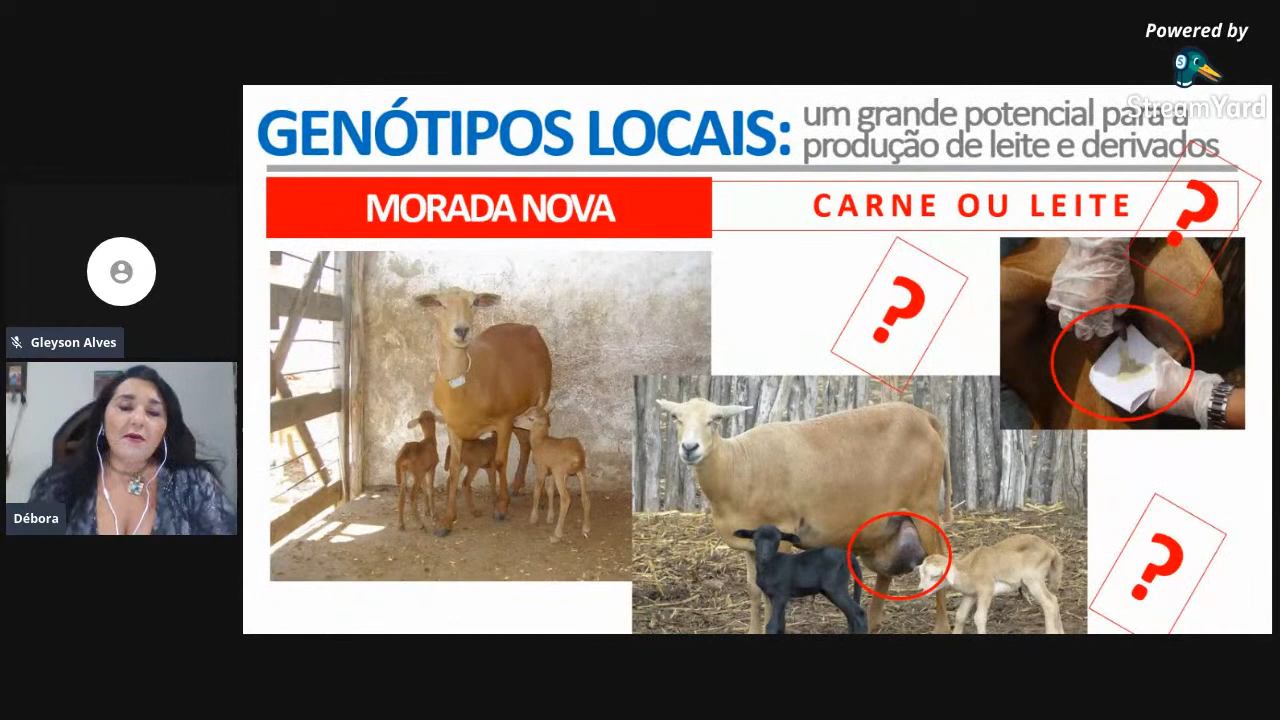 Powered by
StreamYard
GENÓTIPOS LOCAIS:
um grande potencial para a
produção de leite e derivados
MORADA NOVA
CARNE OU LEITE
?
?
?
Gleyson Alves
Débora